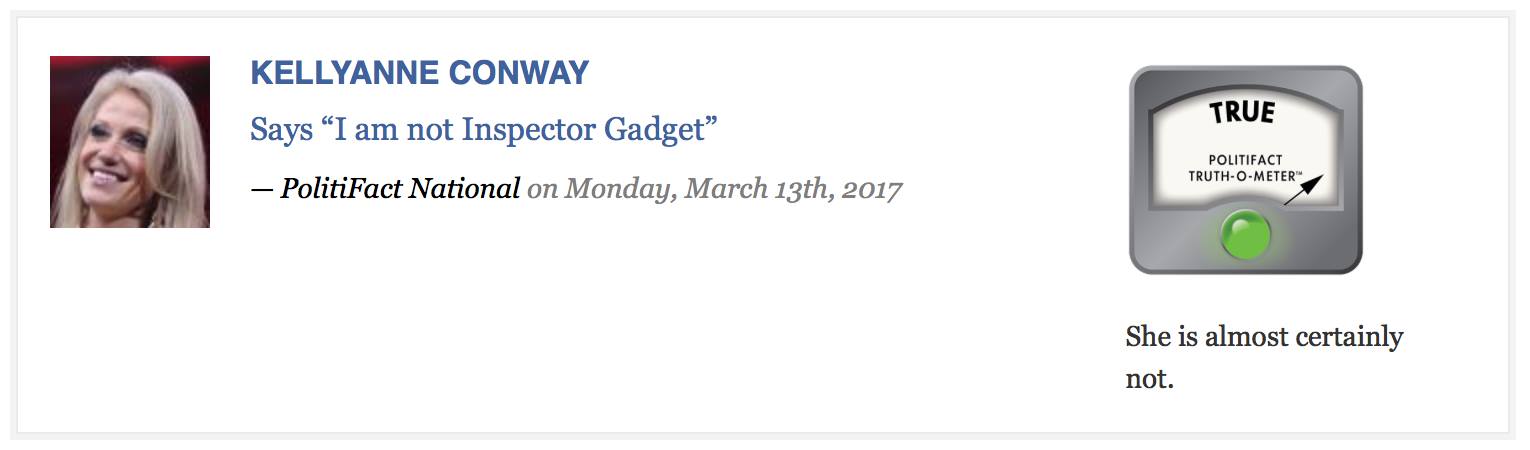 KELLYANNE CONWAY
Says “I am not Inspector Gadget”
— PolitiFact National on Monday, March 13th, 2017
TRUE
POLITIFACT
TRUTH-O-METER™
She is almost certainly
not.